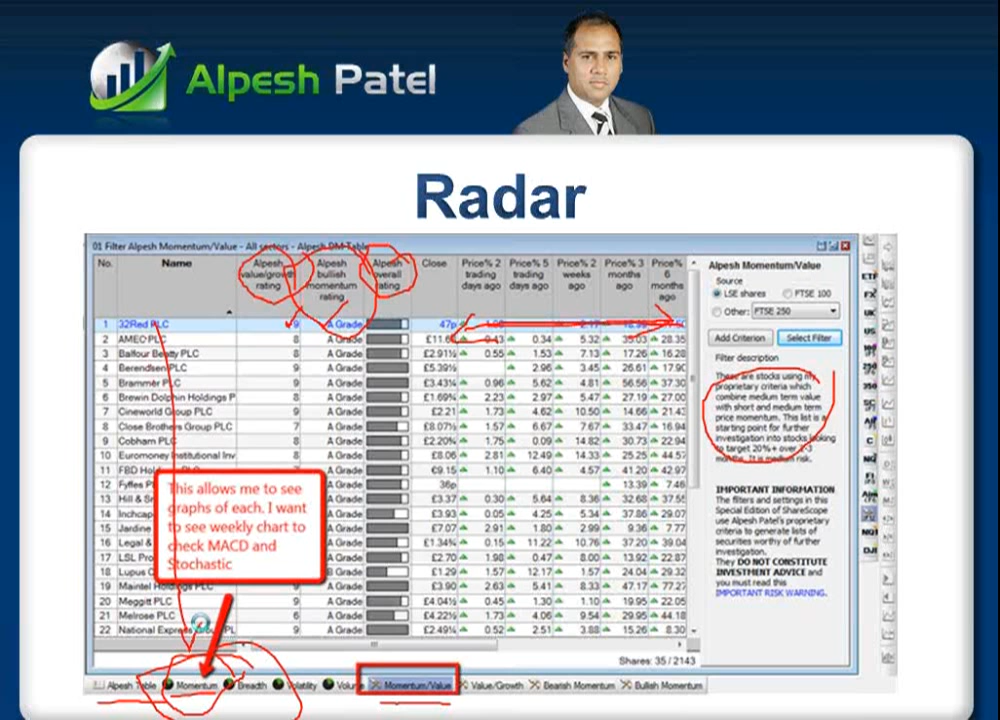 Alpesh Patel
Radar
01 Filter Alpesh Momentum/Value - All sectors - Alpesh DM Table
No. Name Alpesh value/growth rating Alpesh bullish momentum rating Alpesh overall rating Close Price% 2 trading days ago Price% 5 trading days ago Price% 2 weeks ago Price% 3 months ago Price% 6 months ago
1 32Red PLC 9 A Grade 47p
2 AMEC PLC 8 A Grade 0.43 0.34 5.32 35.03 28.35
3 Balfour Beatty PLC 8 A Grade £2.91½ 0.55 1.53 7.13 17.26 16.28
4 Berendsen PLC 9 A Grade £5.39½ 2.96 3.45 26.61 17.90
5 Brammer PLC 9 A Grade £3.43¼ 0.96 5.62 4.81 56.56 37.30
6 Brewin Dolphin Holdings P 8 A Grade £1.69¾ 2.23 2.97 5.47 27.19 27.00
7 Cineworld Group PLC 9 A Grade £2.21 1.73 4.62 10.50 14.66 21.43
8 Close Brothers Group PLC 7 A Grade £8.07½ 1.57 6.67 7.67 33.47 16.94
9 Cobham PLC 8 A Grade £2.20¾ 1.75 0.09 14.82 30.73 22.94
10 Euromoney Institutional Inv 8 A Grade £8.06 2.81 12.49 14.33 25.25 44.57
11 FBD A Grade €9.15 1.10 6.40 4.57 41.20 42.97
12 Fyffes A Grade 36p 13.39 7.46
13 Hill & A Grade £3.37 0.30 5.64 8.36 32.68 37.55
14 Inchcap A Grade £3.93 0.05 4.25 5.34 37.86 29.07
15 Jardine A Grade £7.07 2.91 1.80 2.99 9.36 7.77
16 Legal & A Grade £1.34¾ 0.15 11.22 10.76 37.20 39.04
17 LSL Pro A Grade £2.70 1.98 0.47 8.00 13.92 22.87
18 Lupus C B Grade £1.29 1.57 12.17 1.57 24.04 29.32
19 Maintel Holdings PLC 9 A Grade £3.90 2.63 5.41 8.33 47.17 77.27
20 Meggitt PLC 9 A Grade £4.04½ 0.45 1.30 1.10 19.95 22.05
21 Melrose PLC 6 A Grade £4.22½ 1.73 4.06 9.54 29.95 44.18
22 National Express Group PL 9 A Grade £2.49¼ 0.52 2.51 3.88 15.26 8.30
This allows me to see
graphs of each. I want
to see weekly chart to
check MACD and
Stochastic
Shares: 35 / 2143
Alpesh Table Momentum Breadth Volatility Volume Momentum/Value Value/Growth Bearish Momentum Bullish Momentum
Alpesh Momentum/Value
Source
LSE shares FTSE 100
Other: FTSE 250
Add Criterion Select Filter
Filter description
These are stocks using my
proprietary criteria which
combine medium term value
with short and medium term
price momentum. This list is a
starting point for further
investigation into stocks looking
to target 20%+ over
months. It is medium risk.
IMPORTANT INFORMATION
The filters and settings in this
Special Edition of ShareScope
use Alpesh Patel's proprietary
criteria to generate lists of
securities worthy of further
investigation.
They DO NOT CONSTITUTE
INVESTMENT ADVICE and
you must read this
IMPORTANT RISK WARNING.